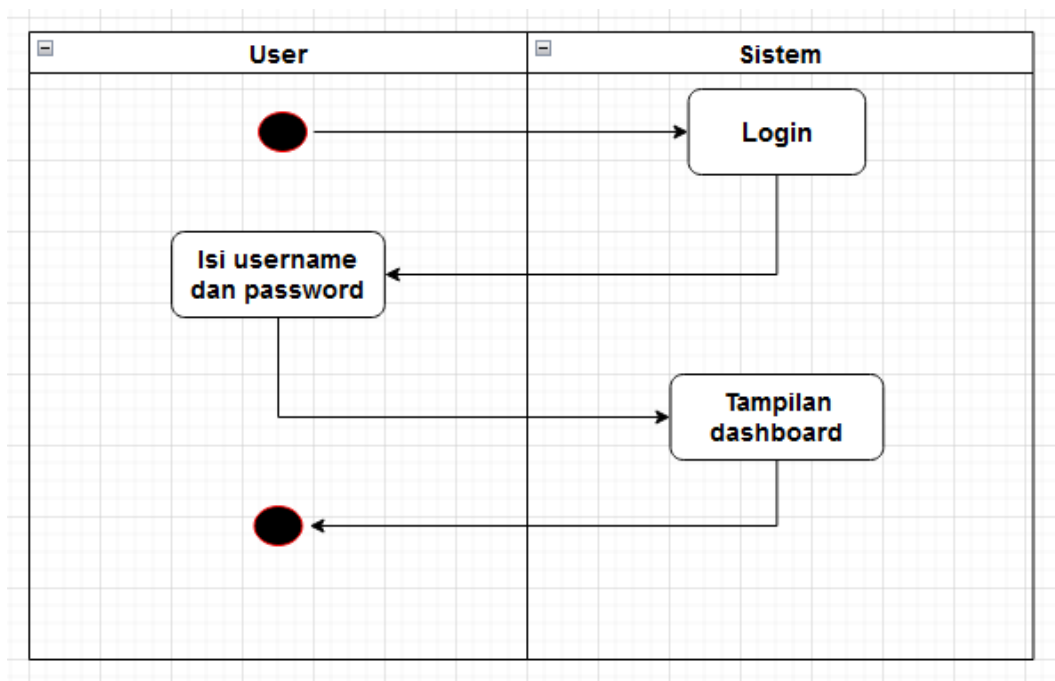 User
Sistem
Login
Isi username
dan password
Tampilan
dashboard